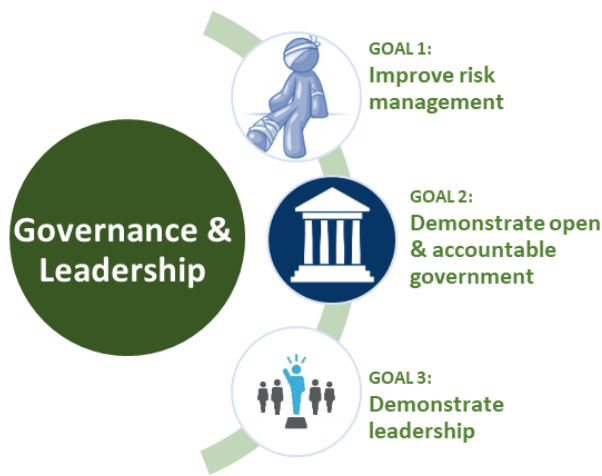 Governance &
Leadership
GOAL 1:
Improve risk
management
GOAL 2:
Demonstrate open
& accountable
government
GOAL 3:
Demonstrate
leadership